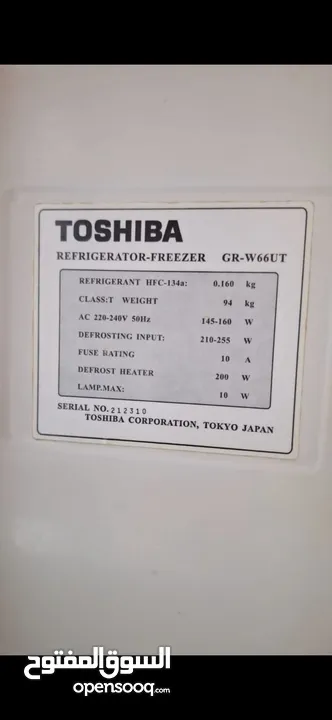 TOSHIBA
REFRIGERATOR-FREEZER GR-W66UT
REFRIGERANT HFC-134a: 0.160 kg
CLASS:T WEIGHT 94 kg
AC 220-240V 50Hz 145-160 W
DEFROSTING INPUT: 210-255 W
FUSE RATING 10 A
DEFROST HEATER 200 W
LAMP.MAX: 10 W
SERIAL NO. 212310
TOSHIBA CORPORATION, TOKYO JAPAN
السوق المفتوح
opensooq.com